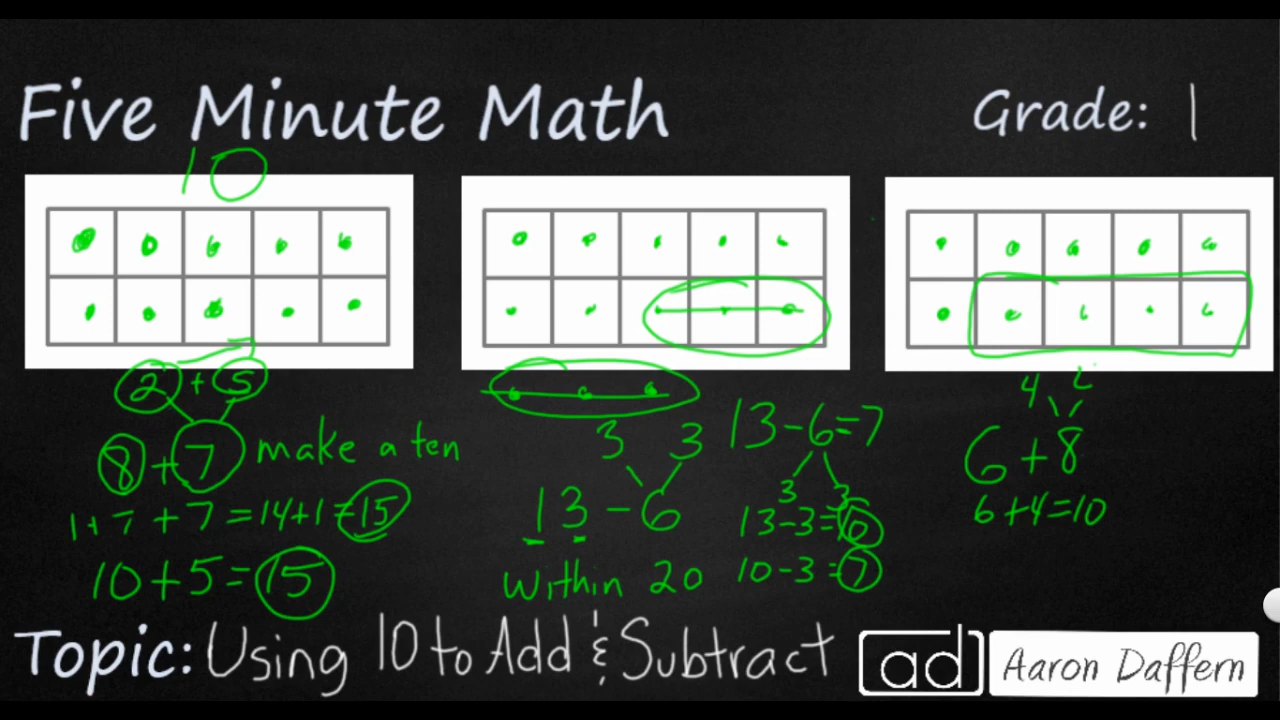 Five Minute Math
Grade: 1
10
2 + 5
8 + 7 make a ten
1 + 7 + 7 = 14 + 1 = 15
10 + 5 = 15
3 3
13 - 6
within 20
13 - 6 = 7
3 3
13 - 3 = 10
10 - 3 = 7
4
6 + 8
6 + 4 = 10
Topic: Using 10 to Add & Subtract
ad
Aaron Daffern